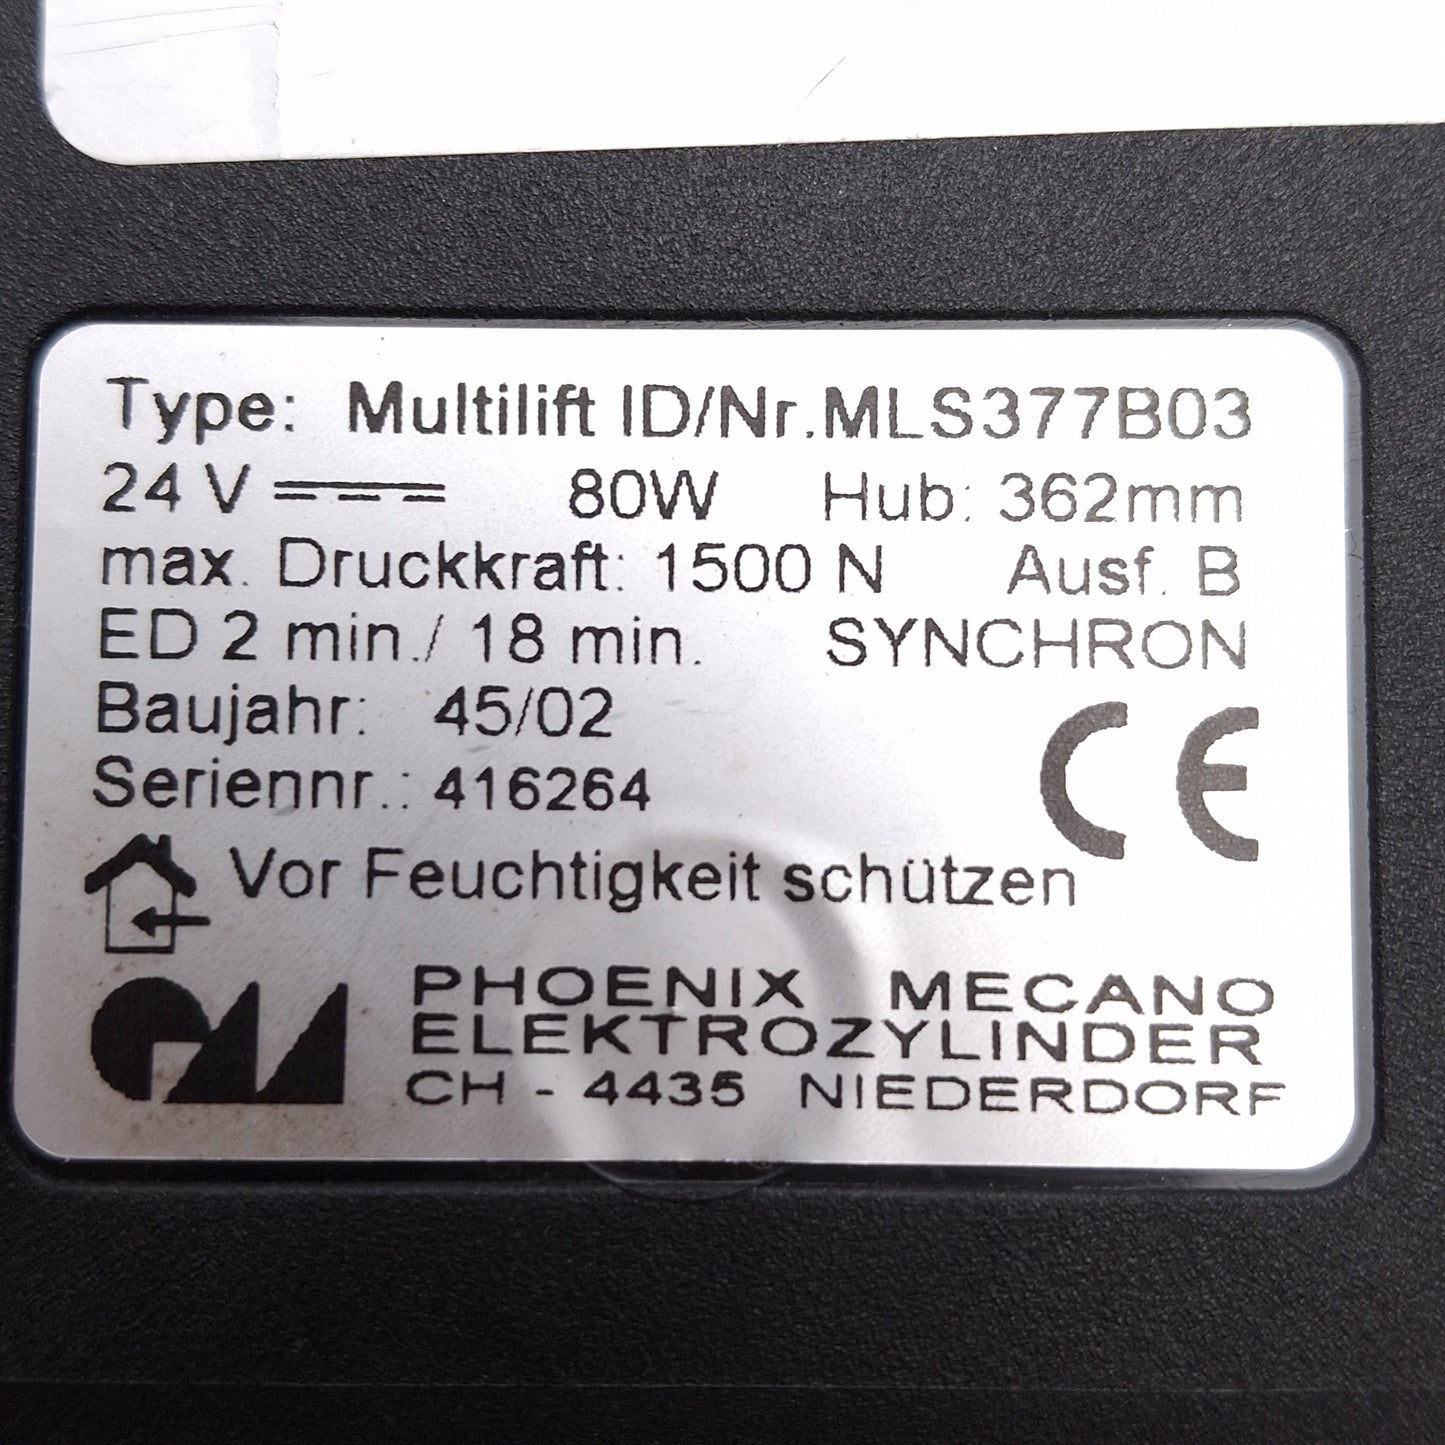 Type: Multilift ID/Nr.MLS377B03
24 V 80W Hub: 362mm
max. Druckkraft: 1500 N Ausf. B
ED 2 min./ 18 min. SYNCHRON
Baujahr: 45/02
Seriennr.: 416264
CE
Vor Feuchtigkeit schützen
PHOENIX MECANO
ELEKTROZYLINDER
CH - 4435 NIEDERDORF